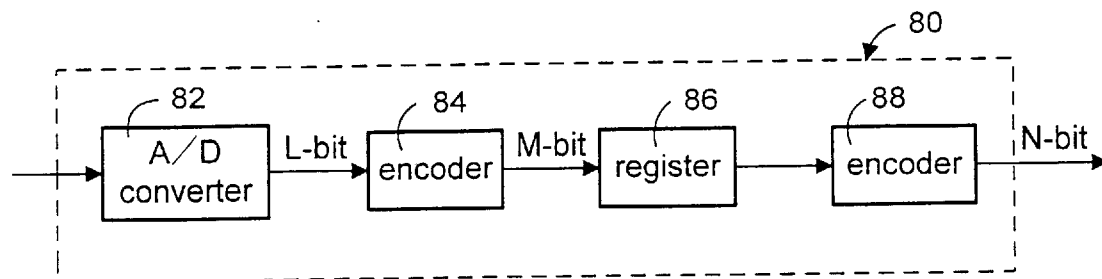 80
82
84
86
88
A/D
converter
L-bit
encoder
M-bit
register
encoder
N-bit